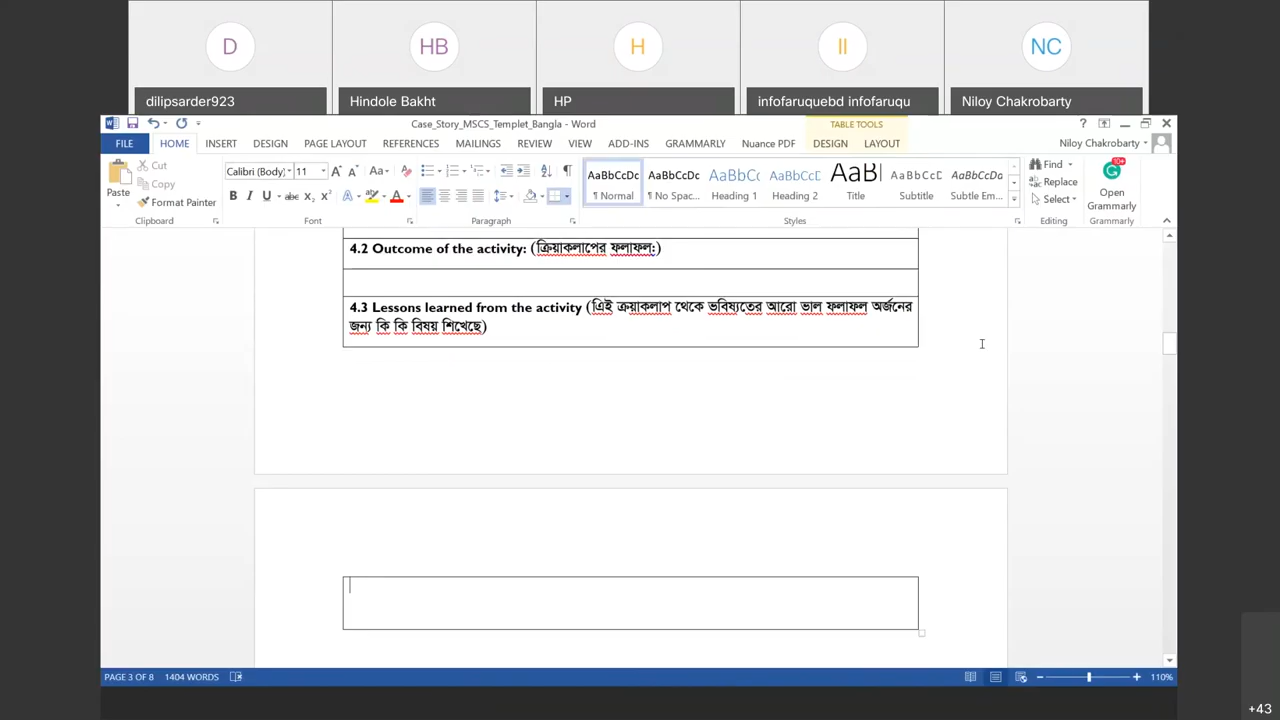 D
HB
H
II
NC
dilipsarder923
Hindole Bakht
HP
infofaruquebd infofaruqu
Niloy Chakrobarty
Case_Story_MSCS_Templet_Bangla - Word
TABLE TOOLS
?
FILE
HOME
INSERT
DESIGN
PAGE LAYOUT
REFERENCES
MAILINGS
REVIEW
VIEW
ADD-INS
GRAMMARLY
Nuance PDF
DESIGN
LAYOUT
Niloy Chakrobarty
Paste
Cut
Copy
Format Painter
Clipboard
Calibri (Body)
11
Font
Paragraph
AaBbCcDc
¶ Normal
AaBbCcDc
¶ No Spac...
AaBbCc
Heading 1
AaBbCcC
Heading 2
AaB
Title
AaBbCcD
Subtitle
AaBbCcDa
Subtle Em...
Styles
Find
Replace
Select
Editing
10+
Open
Grammarly
Grammarly
4.2 Outcome of the activity: (ক্রিয়াকলাপের ফলাফল:)
4.3 Lessons learned from the activity (এিই ক্রয়াকলাপ থেকে ভবিষ্যতের আরো ভাল ফলাফল অর্জনের
জন্য কি কি বিষয় শিখেছে)
PAGE 3 OF 8
1404 WORDS
110%
+43